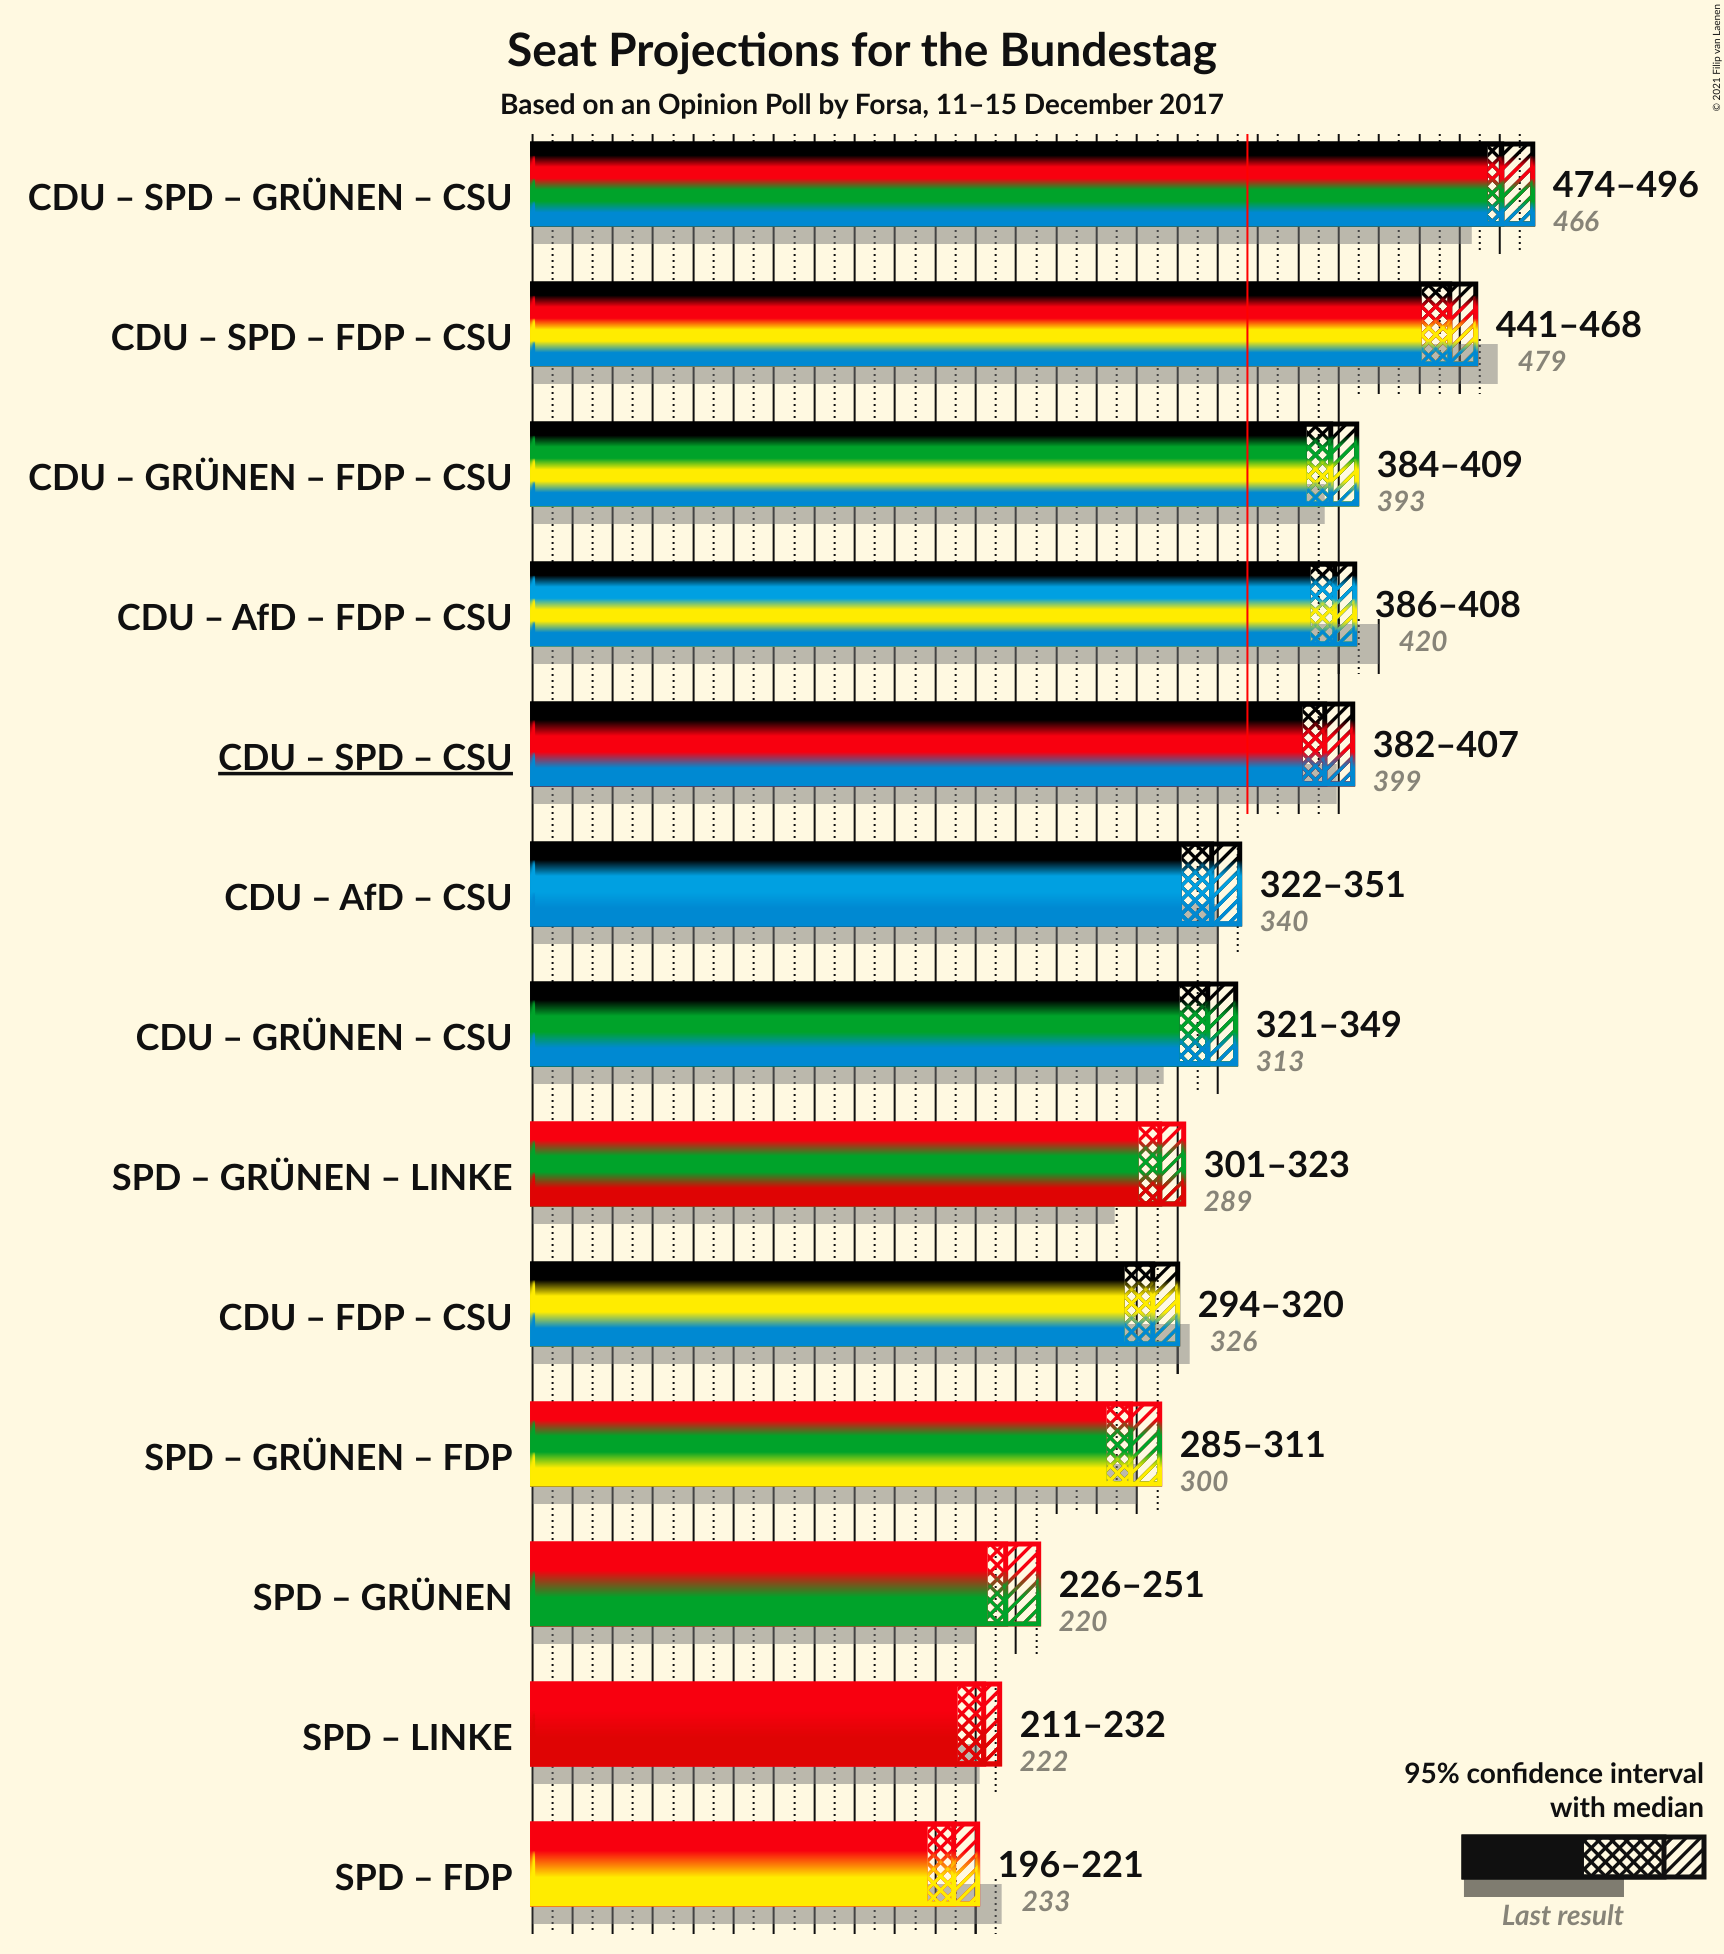 Seat Projections for the Bundestag
Based on an Opinion Poll by Forsa, 11–15 December 2017
© 2021 Filip van Laenen
CDU – SPD – GRÜNEN – CSU
474–496
466
CDU – SPD – FDP – CSU
441–468
479
CDU – GRÜNEN – FDP – CSU
384–409
393
CDU – AfD – FDP – CSU
386–408
420
CDU – SPD – CSU
382–407
399
CDU – AfD – CSU
322–351
340
CDU – GRÜNEN – CSU
321–349
313
SPD – GRÜNEN – LINKE
301–323
289
CDU – FDP – CSU
294–320
326
SPD – GRÜNEN – FDP
285–311
300
SPD – GRÜNEN
226–251
220
SPD – LINKE
211–232
222
SPD – FDP
196–221
233
95% confidence interval
with median
Last result